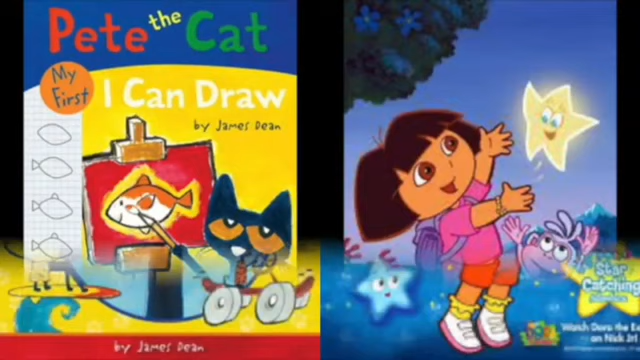 Pete the Cat
My
First
I Can Draw
by James Dean
by James Dean
Star
Catching
Watch Dora the
on Nick Jr!